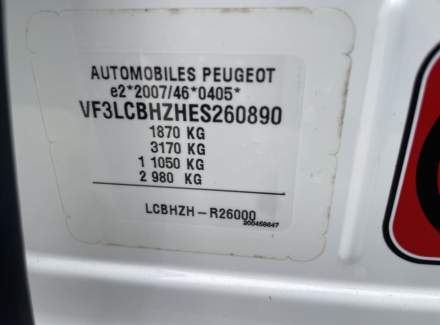 AUTOMOBILES PEUGEOT
e2*2007/46*0405*
VF3LCBHZHES260890
1870 KG
3170 KG
1 1050 KG
2 980 KG
LCBHZH-R26000
200458647